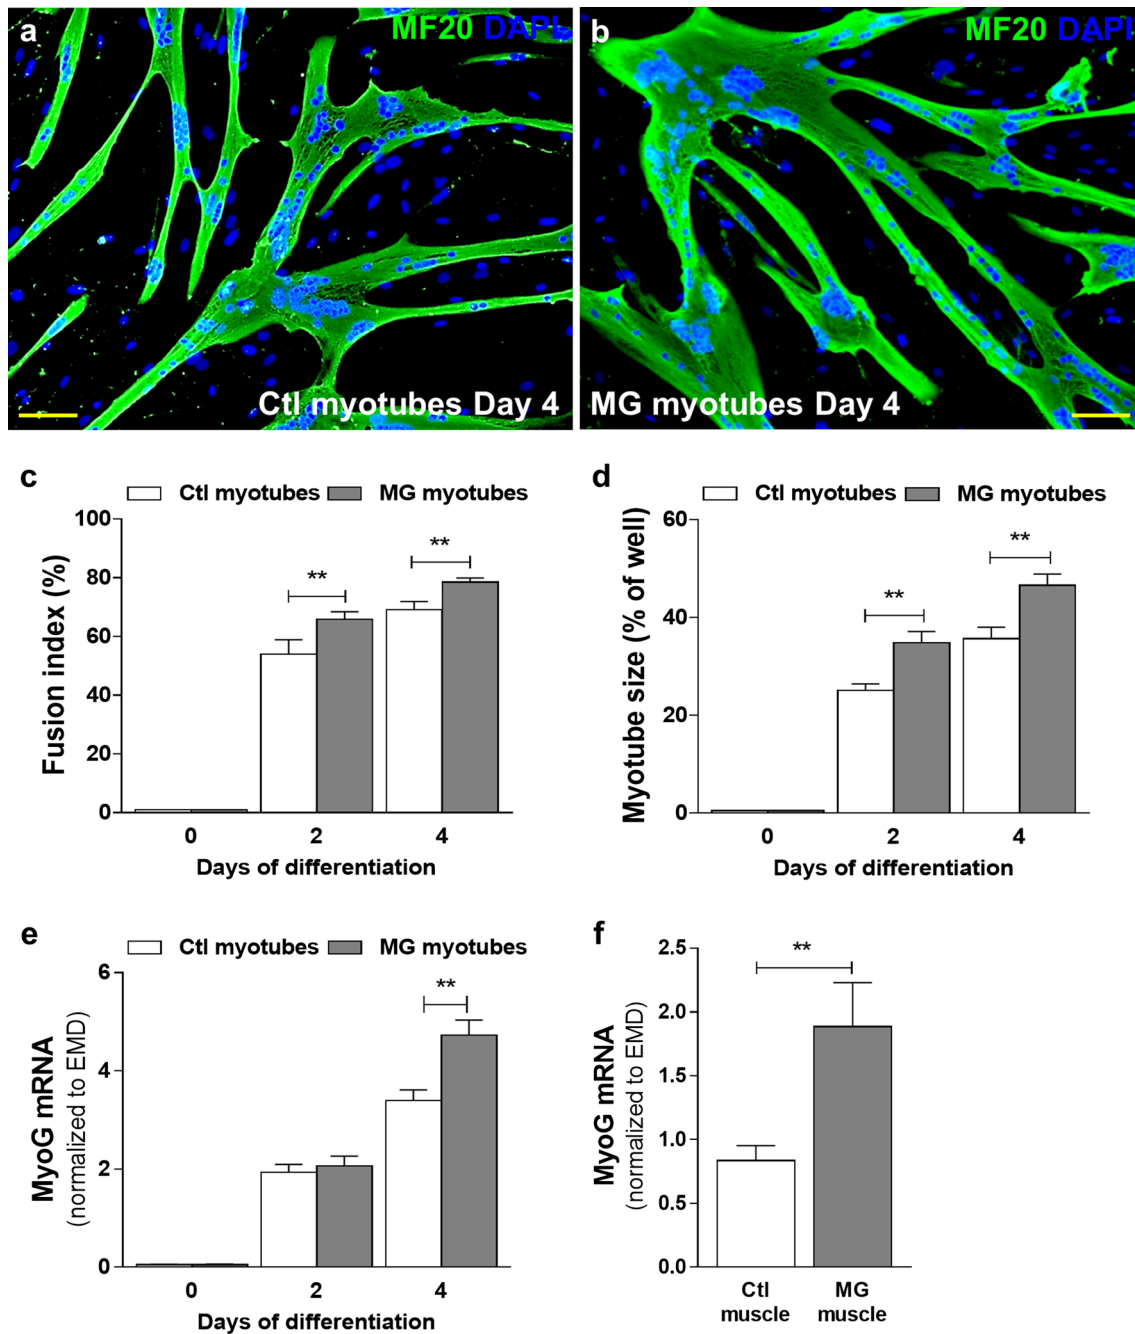 a
MF20 DAPI
Ctl myotubes Day 4
b
MF20 DAPI
MG myotubes Day 4
c
Ctl myotubes
MG myotubes
Fusion index (%)
100
80
60
40
20
0
**
**
0
2
4
Days of differentiation
d
Ctl myotubes
MG myotubes
Myotube size (% of well)
60
40
20
0
**
**
0
2
4
Days of differentiation
e
Ctl myotubes
MG myotubes
MyoG mRNA
(normalized to EMD)
6
4
2
0
**
0
2
4
Days of differentiation
f
MyoG mRNA
(normalized to EMD)
2.5
2.0
1.5
1.0
0.5
0.0
**
Ctl
muscle
MG
muscle